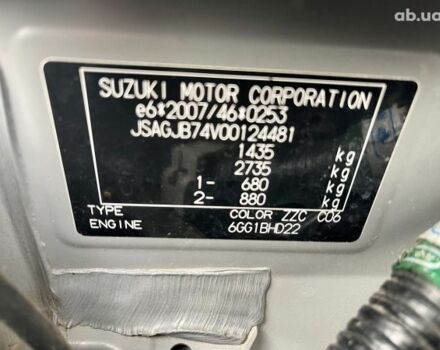 ab.ua
SUZUKI MOTOR CORPORATION
e6*2007/46*0253
JSAGJB74V00124481
1435 kg
2735 kg
1- 680 kg
2- 880 kg
TYPE COLOR ZZC C06
ENGINE 6GG1BHD22